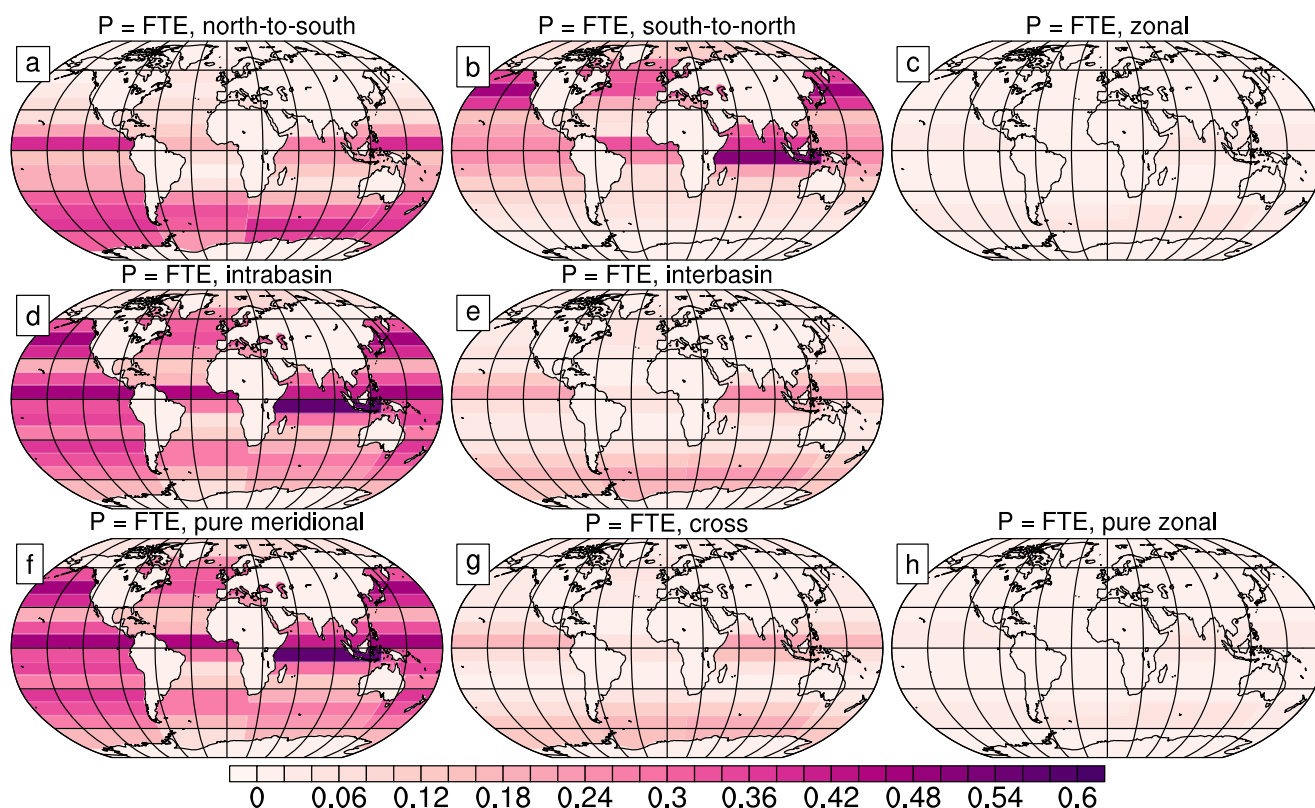 P = FTE, north-to-south
P = FTE, south-to-north
P = FTE, zonal
a
b
c
P = FTE, intrabasin
P = FTE, interbasin
d
e
P = FTE, pure meridional
P = FTE, cross
P = FTE, pure zonal
f
g
h
0 0.06 0.12 0.18 0.24 0.3 0.36 0.42 0.48 0.54 0.6